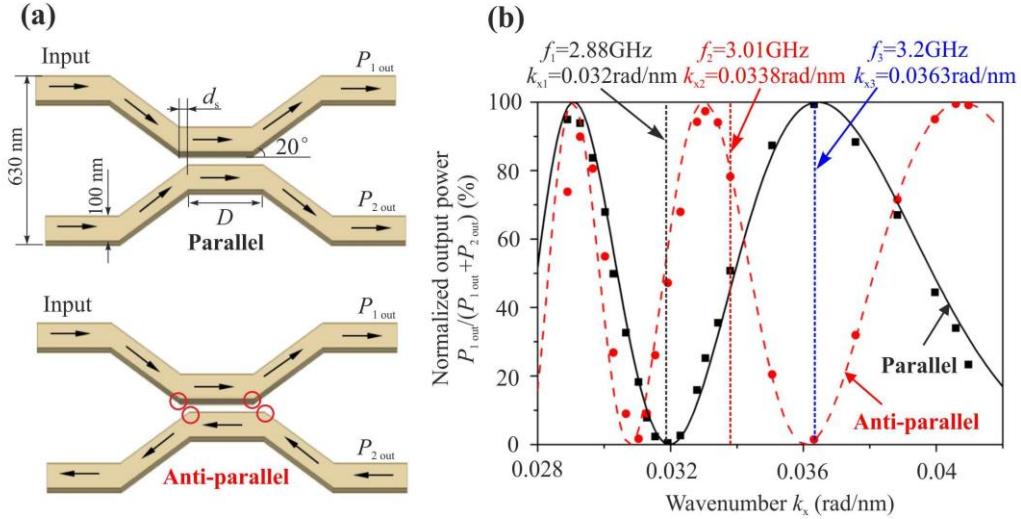 (a)
Input
P1 out
ds
630 nm
20°
100 nm
D
P2 out
Parallel
Input
P1 out
P2 out
Anti-parallel
(b)
f1=2.88GHz
kx1=0.032rad/nm
f2=3.01GHz
kx2=0.0338rad/nm
f3=3.2GHz
kx3=0.0363rad/nm
Normalized output power
P1 out/(P1 out+P2 out) (%)
100
80
60
40
20
0
Parallel
Anti-parallel
0.028
0.032
0.036
0.04
Wavenumber kx (rad/nm)